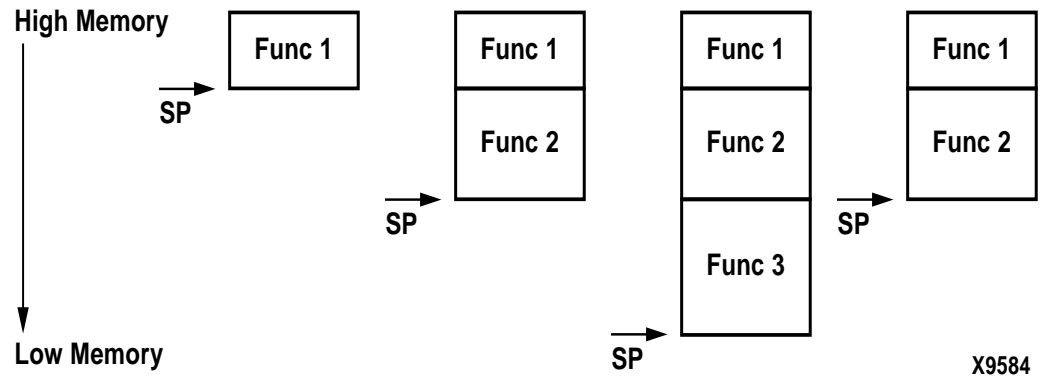 High Memory
Func 1
Func 1
Func 1
Func 1
SP
Func 2
Func 2
Func 2
SP
SP
Func 3
SP
Low Memory
X9584